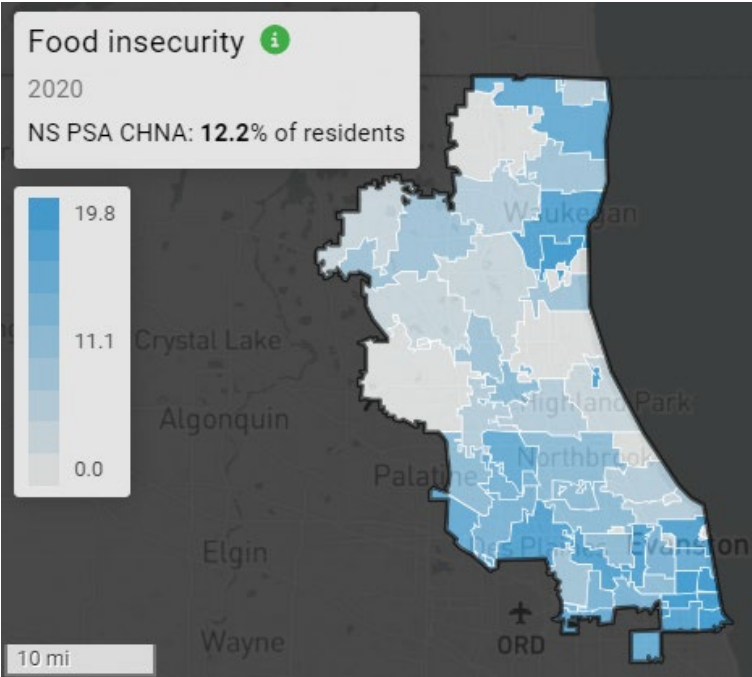 Food insecurity
2020
NS PSA CHNA: 12.2% of residents
19.8
11.1
0.0
Waukegan
Crystal Lake
Algonquin
Highland Park
Northbrook
Palatine
Elgin
Des Plaines
Evanston
Wayne
ORD
10 mi